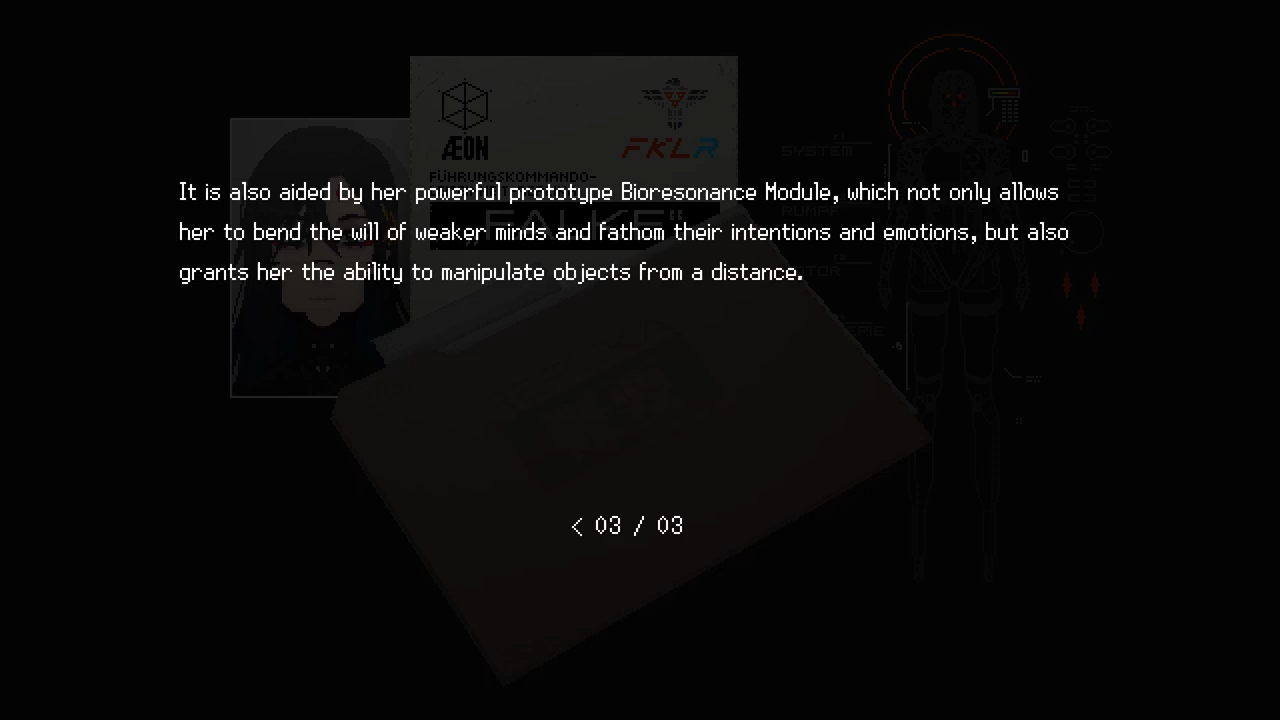 ÆON
FKLR
FÜHRUNGSKOMMANDO-
„FALKE“
SYSTEM
RUMPF
It is also aided by her powerful prototype Bioresonance Module, which not only allows
her to bend the will of weaker minds and fathom their intentions and emotions, but also
grants her the ability to manipulate objects from a distance.
< 03 / 03